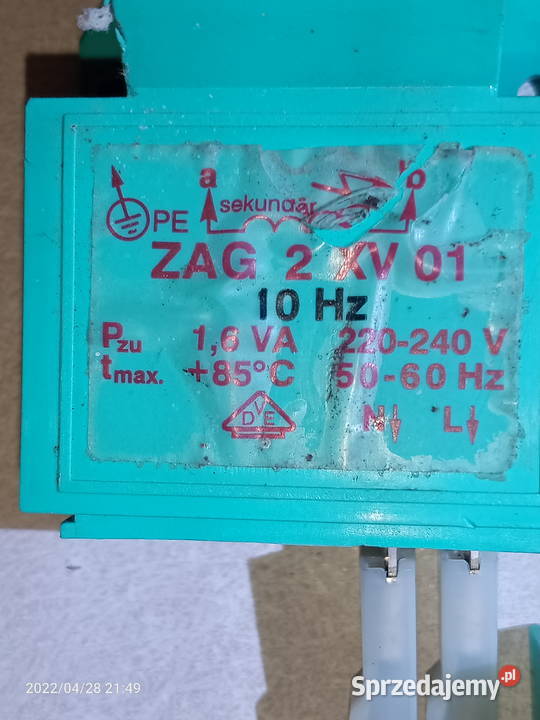 a b
sekundär
PE
ZAG 2 XV 01
10 Hz
Pzu 1,6 VA 220-240 V
tmax. +85°C 50-60 Hz
VDE N L
2022/04/28 21:49
Sprzedajemy.pl